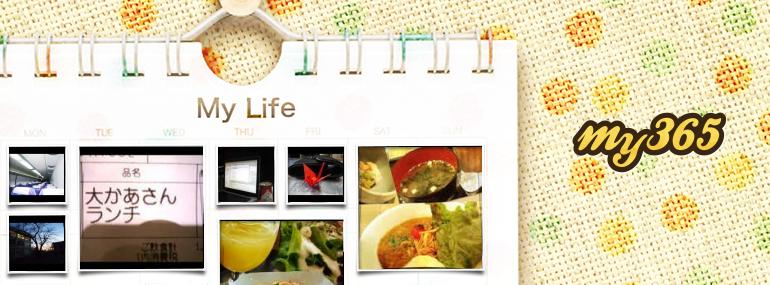 My Life
my365
MON TUE WED THU FRI SAT SUN
品名
大かあさん
ランチ
ご飲食計
(内消費税